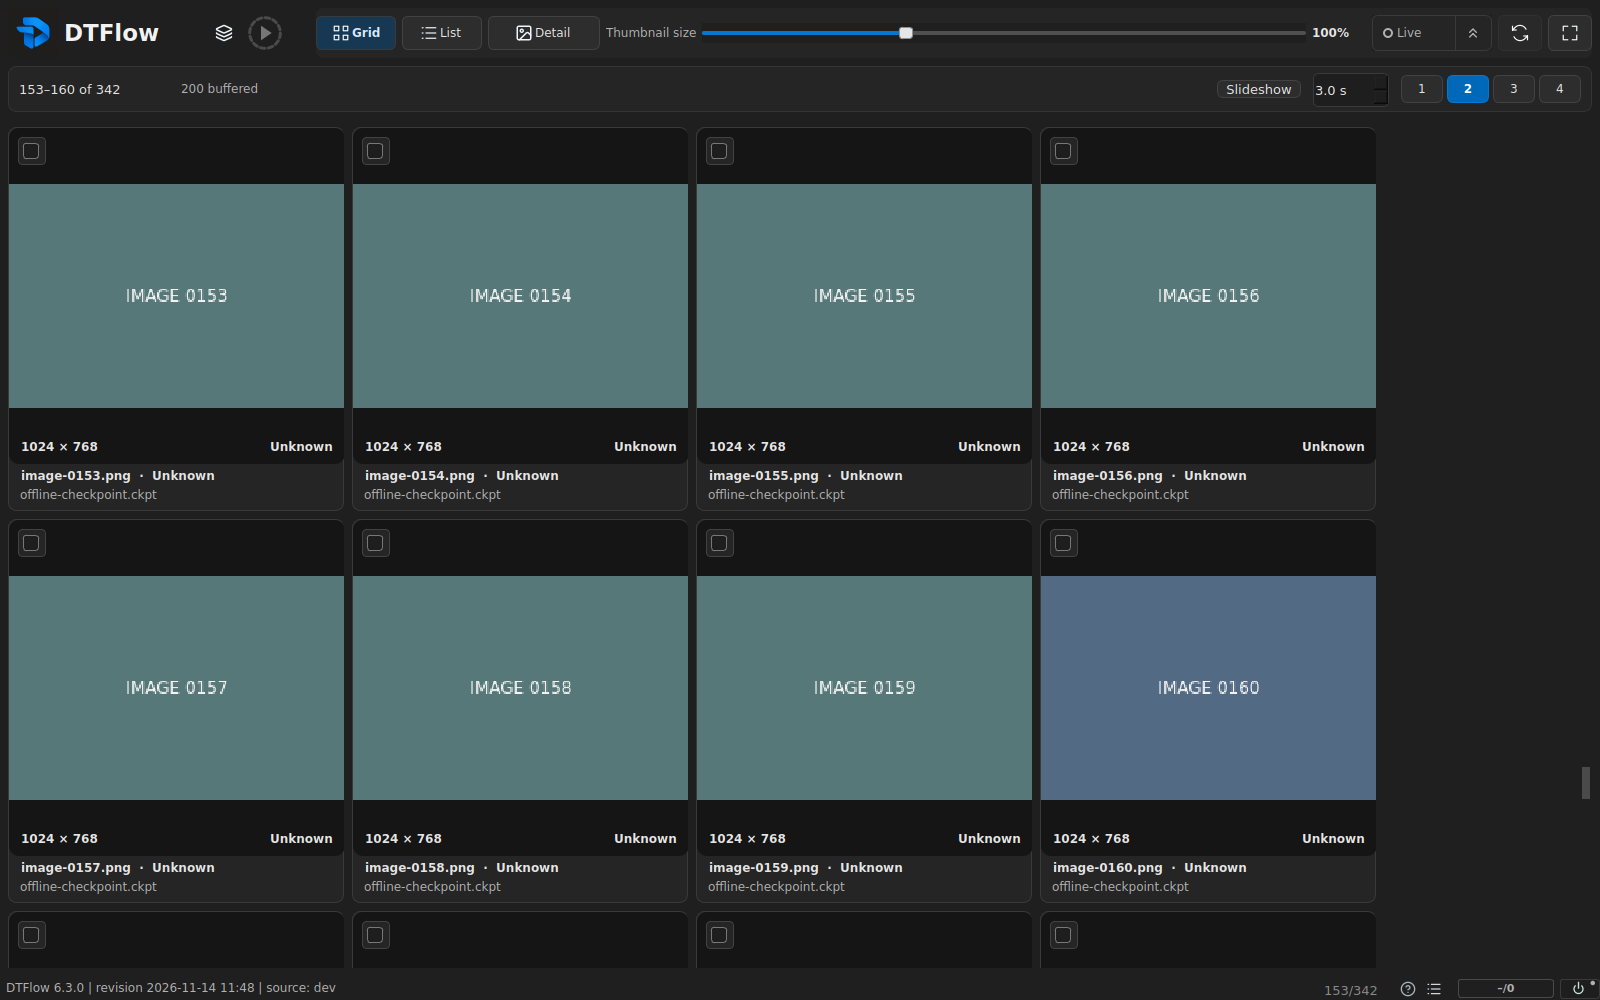 DTFlow
Grid
List
Detail
Thumbnail size
100%
Live
153–160 of 342
200 buffered
Slideshow
3.0 s
1
2
3
4
IMAGE 0153
IMAGE 0154
IMAGE 0155
IMAGE 0156
1024 × 768 Unknown
1024 × 768 Unknown
1024 × 768 Unknown
1024 × 768 Unknown
image-0153.png · Unknown
image-0154.png · Unknown
image-0155.png · Unknown
image-0156.png · Unknown
offline-checkpoint.ckpt
offline-checkpoint.ckpt
offline-checkpoint.ckpt
offline-checkpoint.ckpt
IMAGE 0157
IMAGE 0158
IMAGE 0159
IMAGE 0160
1024 × 768 Unknown
1024 × 768 Unknown
1024 × 768 Unknown
1024 × 768 Unknown
image-0157.png · Unknown
image-0158.png · Unknown
image-0159.png · Unknown
image-0160.png · Unknown
offline-checkpoint.ckpt
offline-checkpoint.ckpt
offline-checkpoint.ckpt
offline-checkpoint.ckpt
DTFlow 6.3.0 | revision 2026-11-14 11:48 | source: dev
153/342
–/0